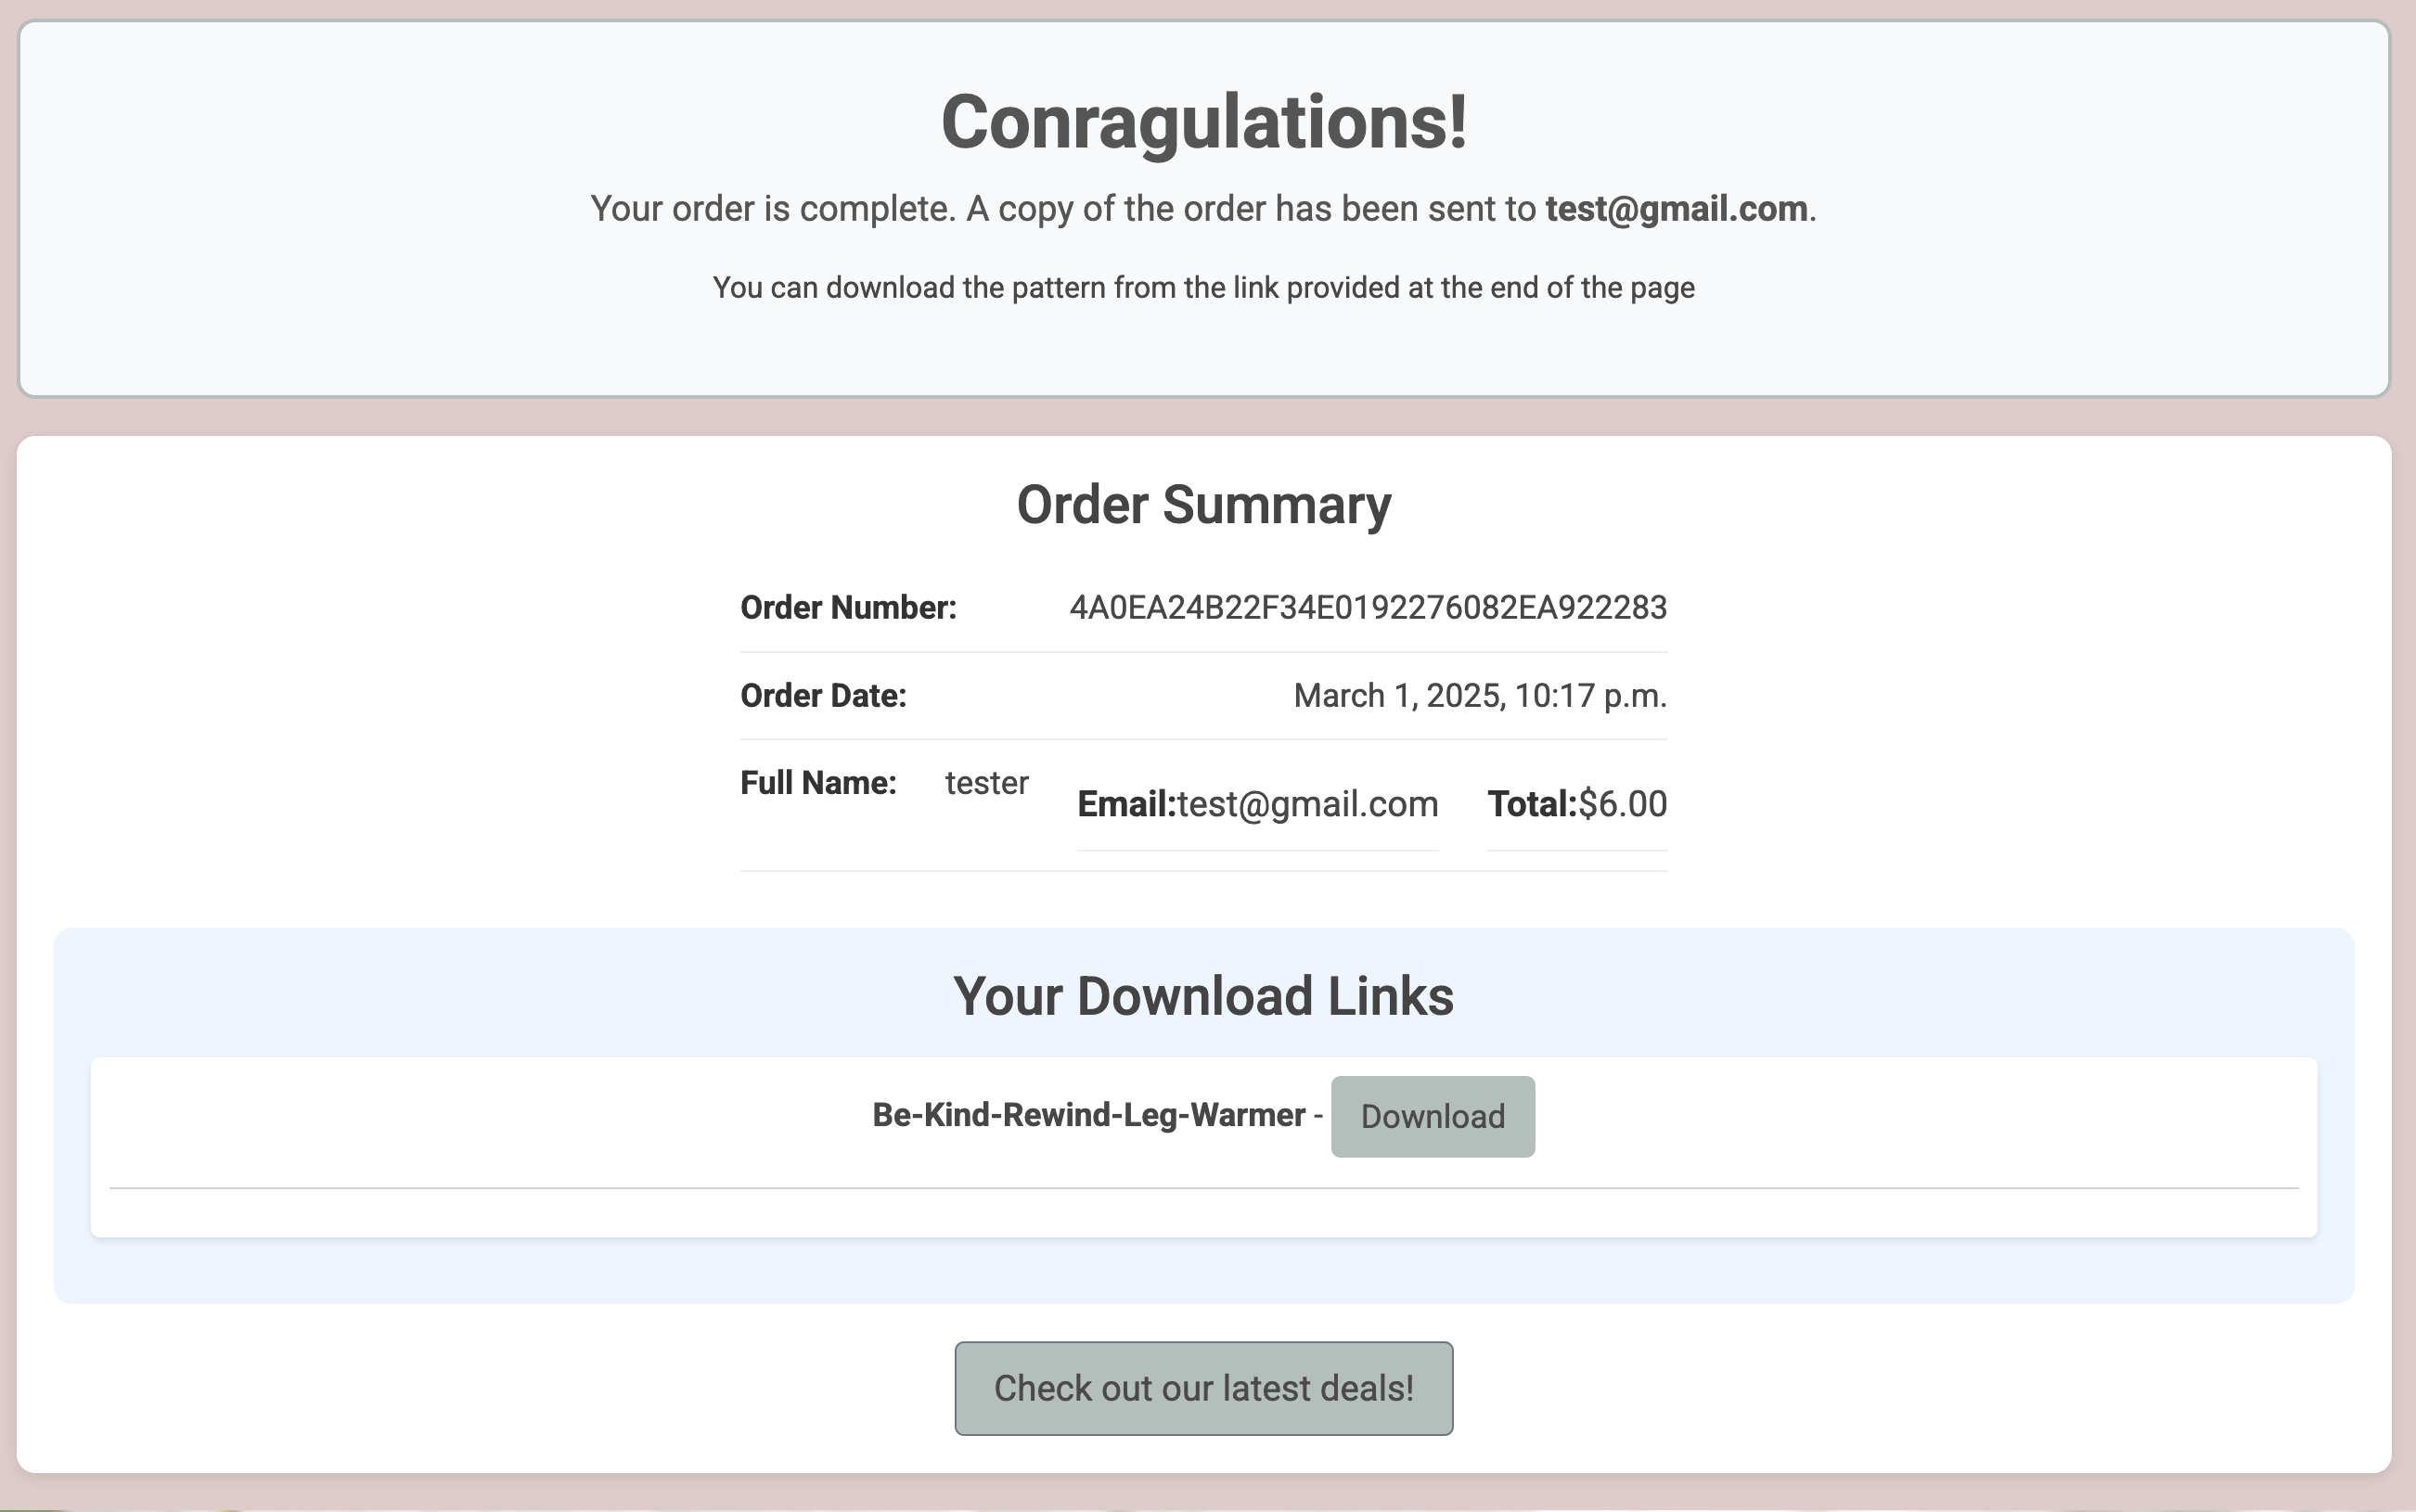 Conragulations!
Your order is complete. A copy of the order has been sent to test@gmail.com.
You can download the pattern from the link provided at the end of the page
Order Summary
Order Number: 4A0EA24B22F34E0192276082EA922283
Order Date: March 1, 2025, 10:17 p.m.
Full Name: tester Email:test@gmail.com Total:$6.00
Your Download Links
Be-Kind-Rewind-Leg-Warmer - Download
Check out our latest deals!